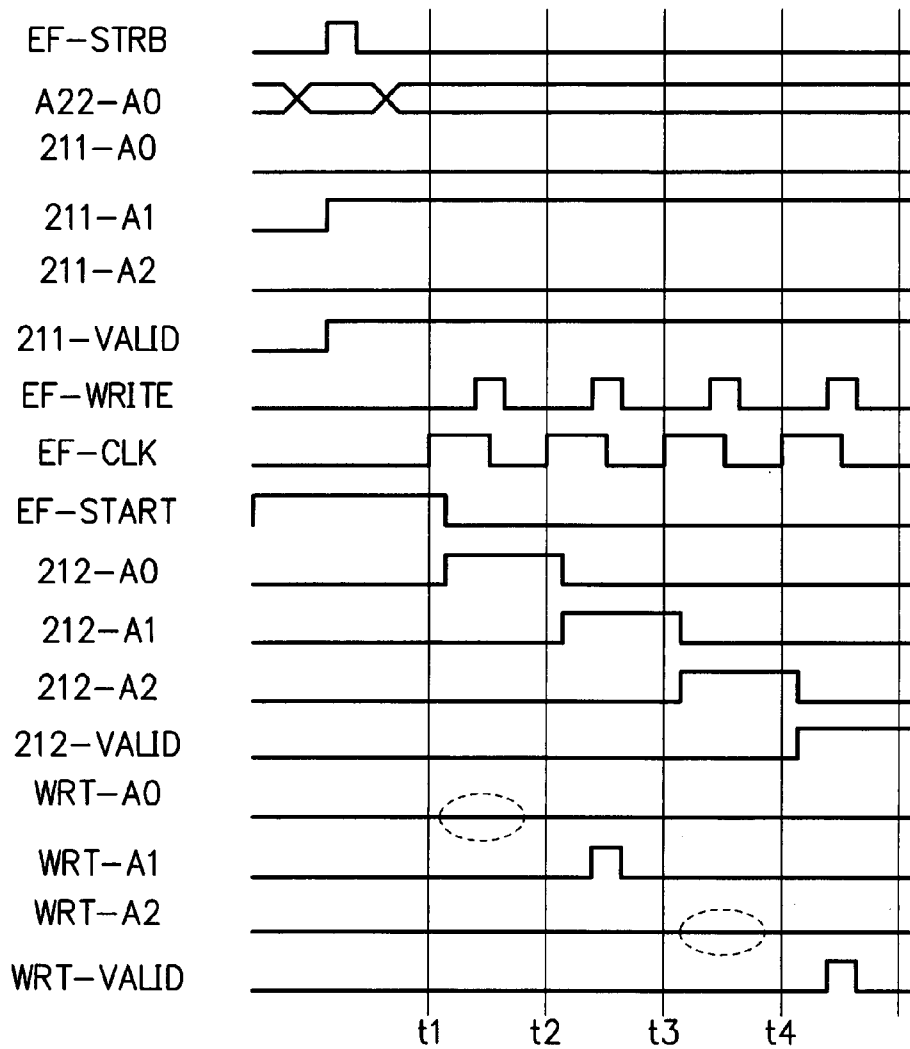 EF-STRB
A22-A0
211-A0
211-A1
211-A2
211-VALID
EF-WRITE
EF-CLK
EF-START
212-A0
212-A1
212-A2
212-VALID
WRT-A0
WRT-A1
WRT-A2
WRT-VALID
t1 t2 t3 t4